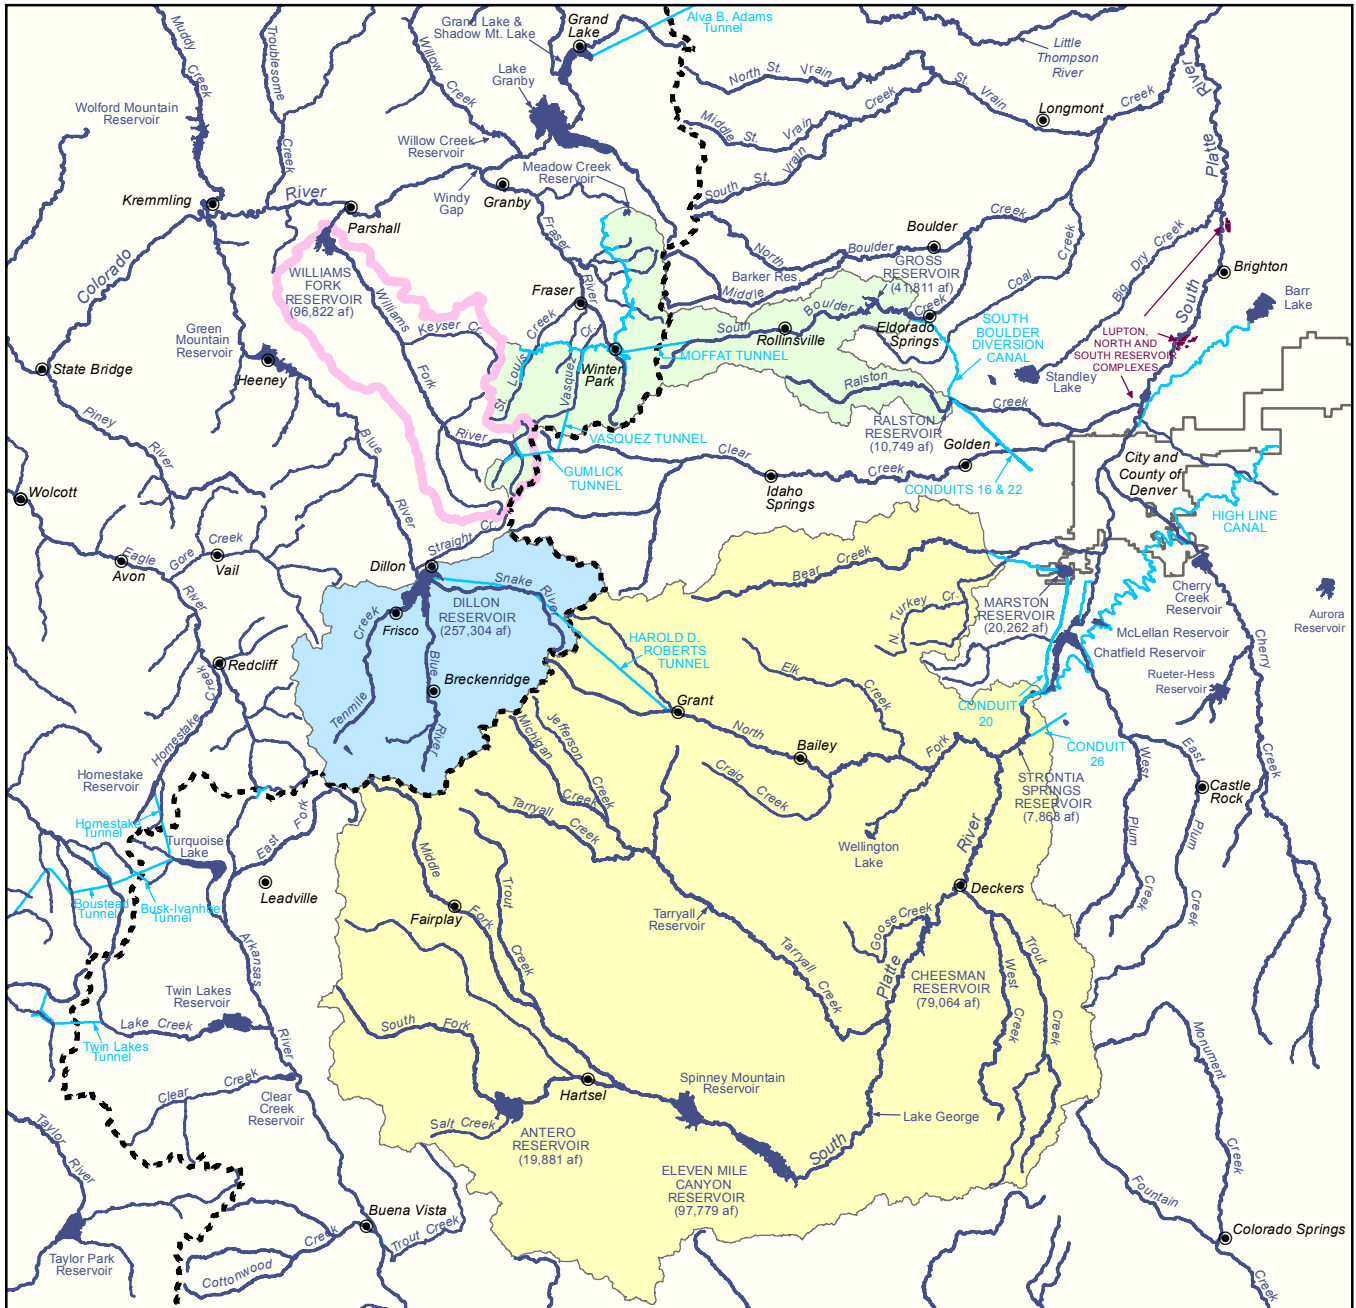 Muddy
Creek
Troublesome
Creek
Willow
Creek
Grand Lake &
Shadow Mt. Lake
Grand
Lake
Alva B. Adams
Tunnel
Lake
Granby
Little
Thompson
River
North St. Vrain
St.
Vrain
Creek
Longmont
Creek
River
Platte
Wolford Mountain
Reservoir
Willow Creek
Reservoir
Middle St. Vrain
South St. Vrain
Meadow Creek
Reservoir
Windy
Gap
Granby
Kremmling
River
Parshall
Colorado
WILLIAMS
FORK
RESERVOIR
(96,822 af)
Williams
Fork
River
Keyser Cr.
Fraser
River
Fraser
St. Louis
Creek
Vasquez
Cr.
Winter
Park
MOFFAT TUNNEL
North
Boulder
Creek
Boulder
Barker Res.
Middle
GROSS
RESERVOIR
(41,811 af)
South
Boulder
Creek
Rollinsville
Eldorado
Springs
Coal
Creek
Big Dry Creek
Brighton
Barr
Lake
South
SOUTH
BOULDER
DIVERSION
CANAL
LUPTON,
NORTH AND
SOUTH RESERVOIR
COMPLEXES
Standley
Lake
Ralston
Creek
RALSTON
RESERVOIR
(10,749 af)
Golden
Green
Mountain
Reservoir
Heeney
State Bridge
Piney
River
Blue
River
VASQUEZ TUNNEL
GUMLICK
TUNNEL
Clear
Creek
Idaho
Springs
CONDUITS 16 & 22
City and
County of
Denver
HIGH LINE
CANAL
Wolcott
Eagle
River
Avon
Gore Creek
Vail
Straight
Cr.
Dillon
Snake
River
DILLON
RESERVOIR
(257,304 af)
Frisco
Tenmile
Creek
Blue
River
Breckenridge
HAROLD D.
ROBERTS
TUNNEL
Bear Creek
N. Turkey Cr.
MARSTON
RESERVOIR
(20,262 af)
Cherry
Creek
Reservoir
Aurora
Reservoir
McLellan Reservoir
Chatfield Reservoir
Rueter-Hess
Reservoir
Cherry
Creek
Redcliff
Homestake
Creek
Grant
Elk
Creek
North
Fork
Bailey
CONDUIT
20
CONDUIT
26
STRONTIA
SPRINGS
RESERVOIR
(7,863 af)
East
Plum
Creek
West
Plum
Creek
Castle
Rock
Homestake
Reservoir
Homestake
Tunnel
Turquoise
Lake
East
Fork
Boustead
Tunnel
Busk-Ivanhoe
Tunnel
Leadville
Michigan
Creek
Jefferson
Creek
Tarryall
Creek
Craig
Creek
Wellington
Lake
River
Deckers
Middle
Fork
Fairplay
Trout
Creek
Tarryall
Reservoir
Tarryall
Creek
Goose Creek
Platte
CHEESMAN
RESERVOIR
(79,064 af)
West
Creek
Trout
Creek
Arkansas
River
Twin Lakes
Reservoir
Lake Creek
Twin Lakes
Tunnel
South Fork
Hartsel
Spinney Mountain
Reservoir
Lake George
Monument
Creek
Clear Creek
Clear
Creek
Reservoir
Salt Creek
ANTERO
RESERVOIR
(19,881 af)
ELEVEN MILE
CANYON
RESERVOIR
(97,779 af)
South
Taylor
River
Taylor Park
Reservoir
Cottonwood
Creek
Buena Vista
Trout Creek
Fountain
Creek
Colorado Springs